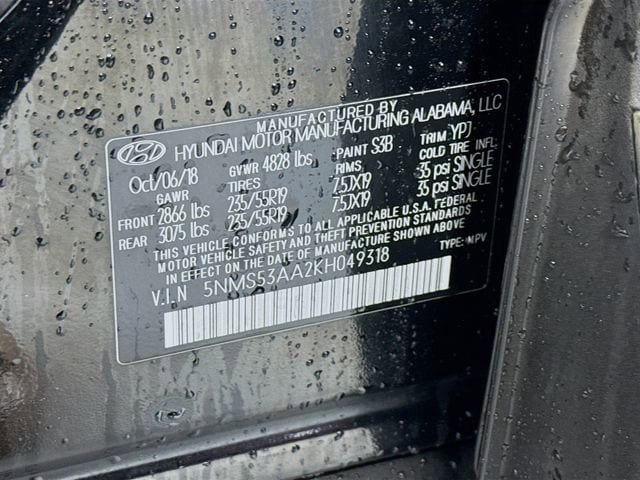 MANUFACTURED BY
HYUNDAI MOTOR MANUFACTURING ALABAMA, LLC
Oct/06/18 GVWR 4828 lbs PAINT S3B TRIM YPJ
GAWR TIRES RIMS COLD TIRE INFL.
FRONT 2866 lbs 235/55R19 7.5JX19 35 psi SINGLE
REAR 3075 lbs 235/55R19 7.5JX19 35 psi SINGLE
THIS VEHICLE CONFORMS TO ALL APPLICABLE U.S.A. FEDERAL
MOTOR VEHICLE SAFETY AND THEFT PREVENTION STANDARDS
IN EFFECT ON THE DATE OF MANUFACTURE SHOWN ABOVE.
V.I.N 5NMS53AA2KH049318 TYPE: MPV